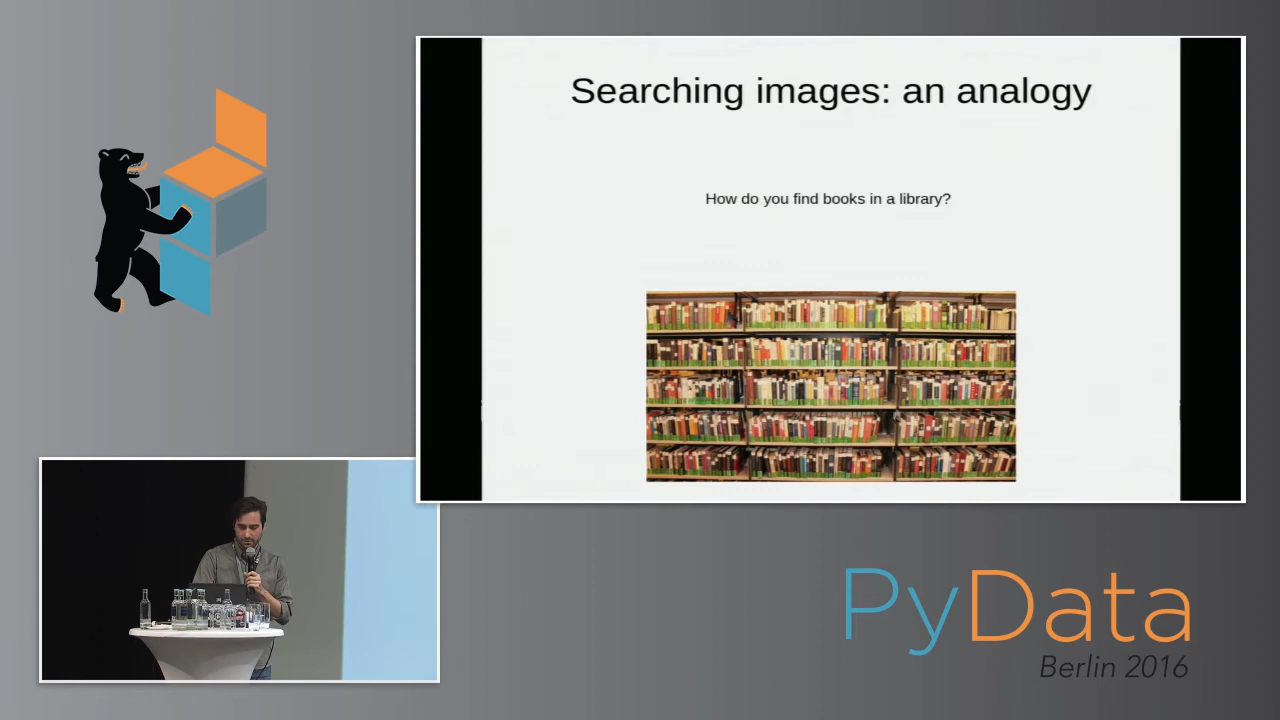 Searching images: an analogy
How do you find books in a library?
PyData
Berlin 2016